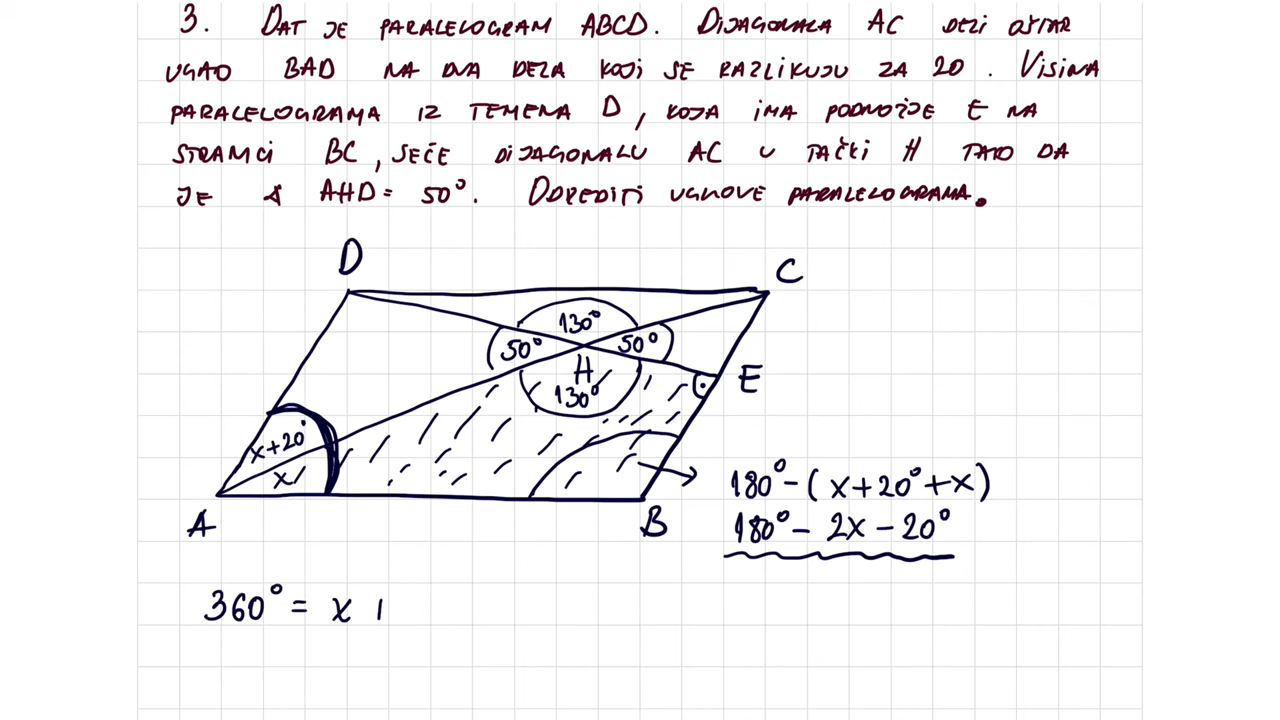 3. DAT JE PARALELOGRAM ABCD. DIJAGONALA AC DELI OŠTAR
UGAO BAD NA DVA DELA KOJI SE RAZLIKUJU ZA 20. VISINA
PARALELOGRAMA IZ TEMENA D, KOJA IMA PODNOŽJE E NA
STRANICI BC, SEČE DIJAGONALU AC U TAČKI H TAKO DA
JE ∡ AHD = 50°. ODREDITI UGLOVE PARALELOGRAMA.
D
C
130°
50°
50°
H
130°
E
x+20°
x
A
B
180° - (x+20° + x)
180° - 2x - 20°
360° = x